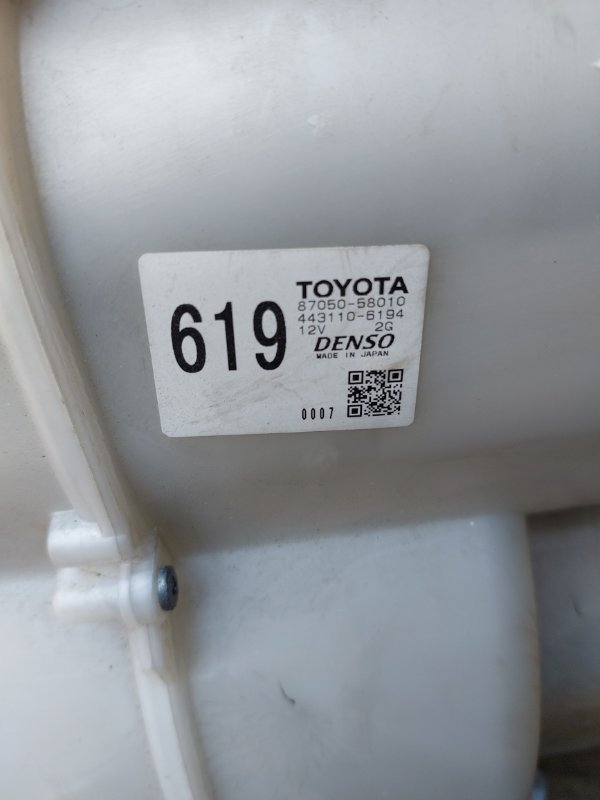 619
TOYOTA
87050-58010
443110-6194
12V 2G
DENSO
MADE IN JAPAN
0007